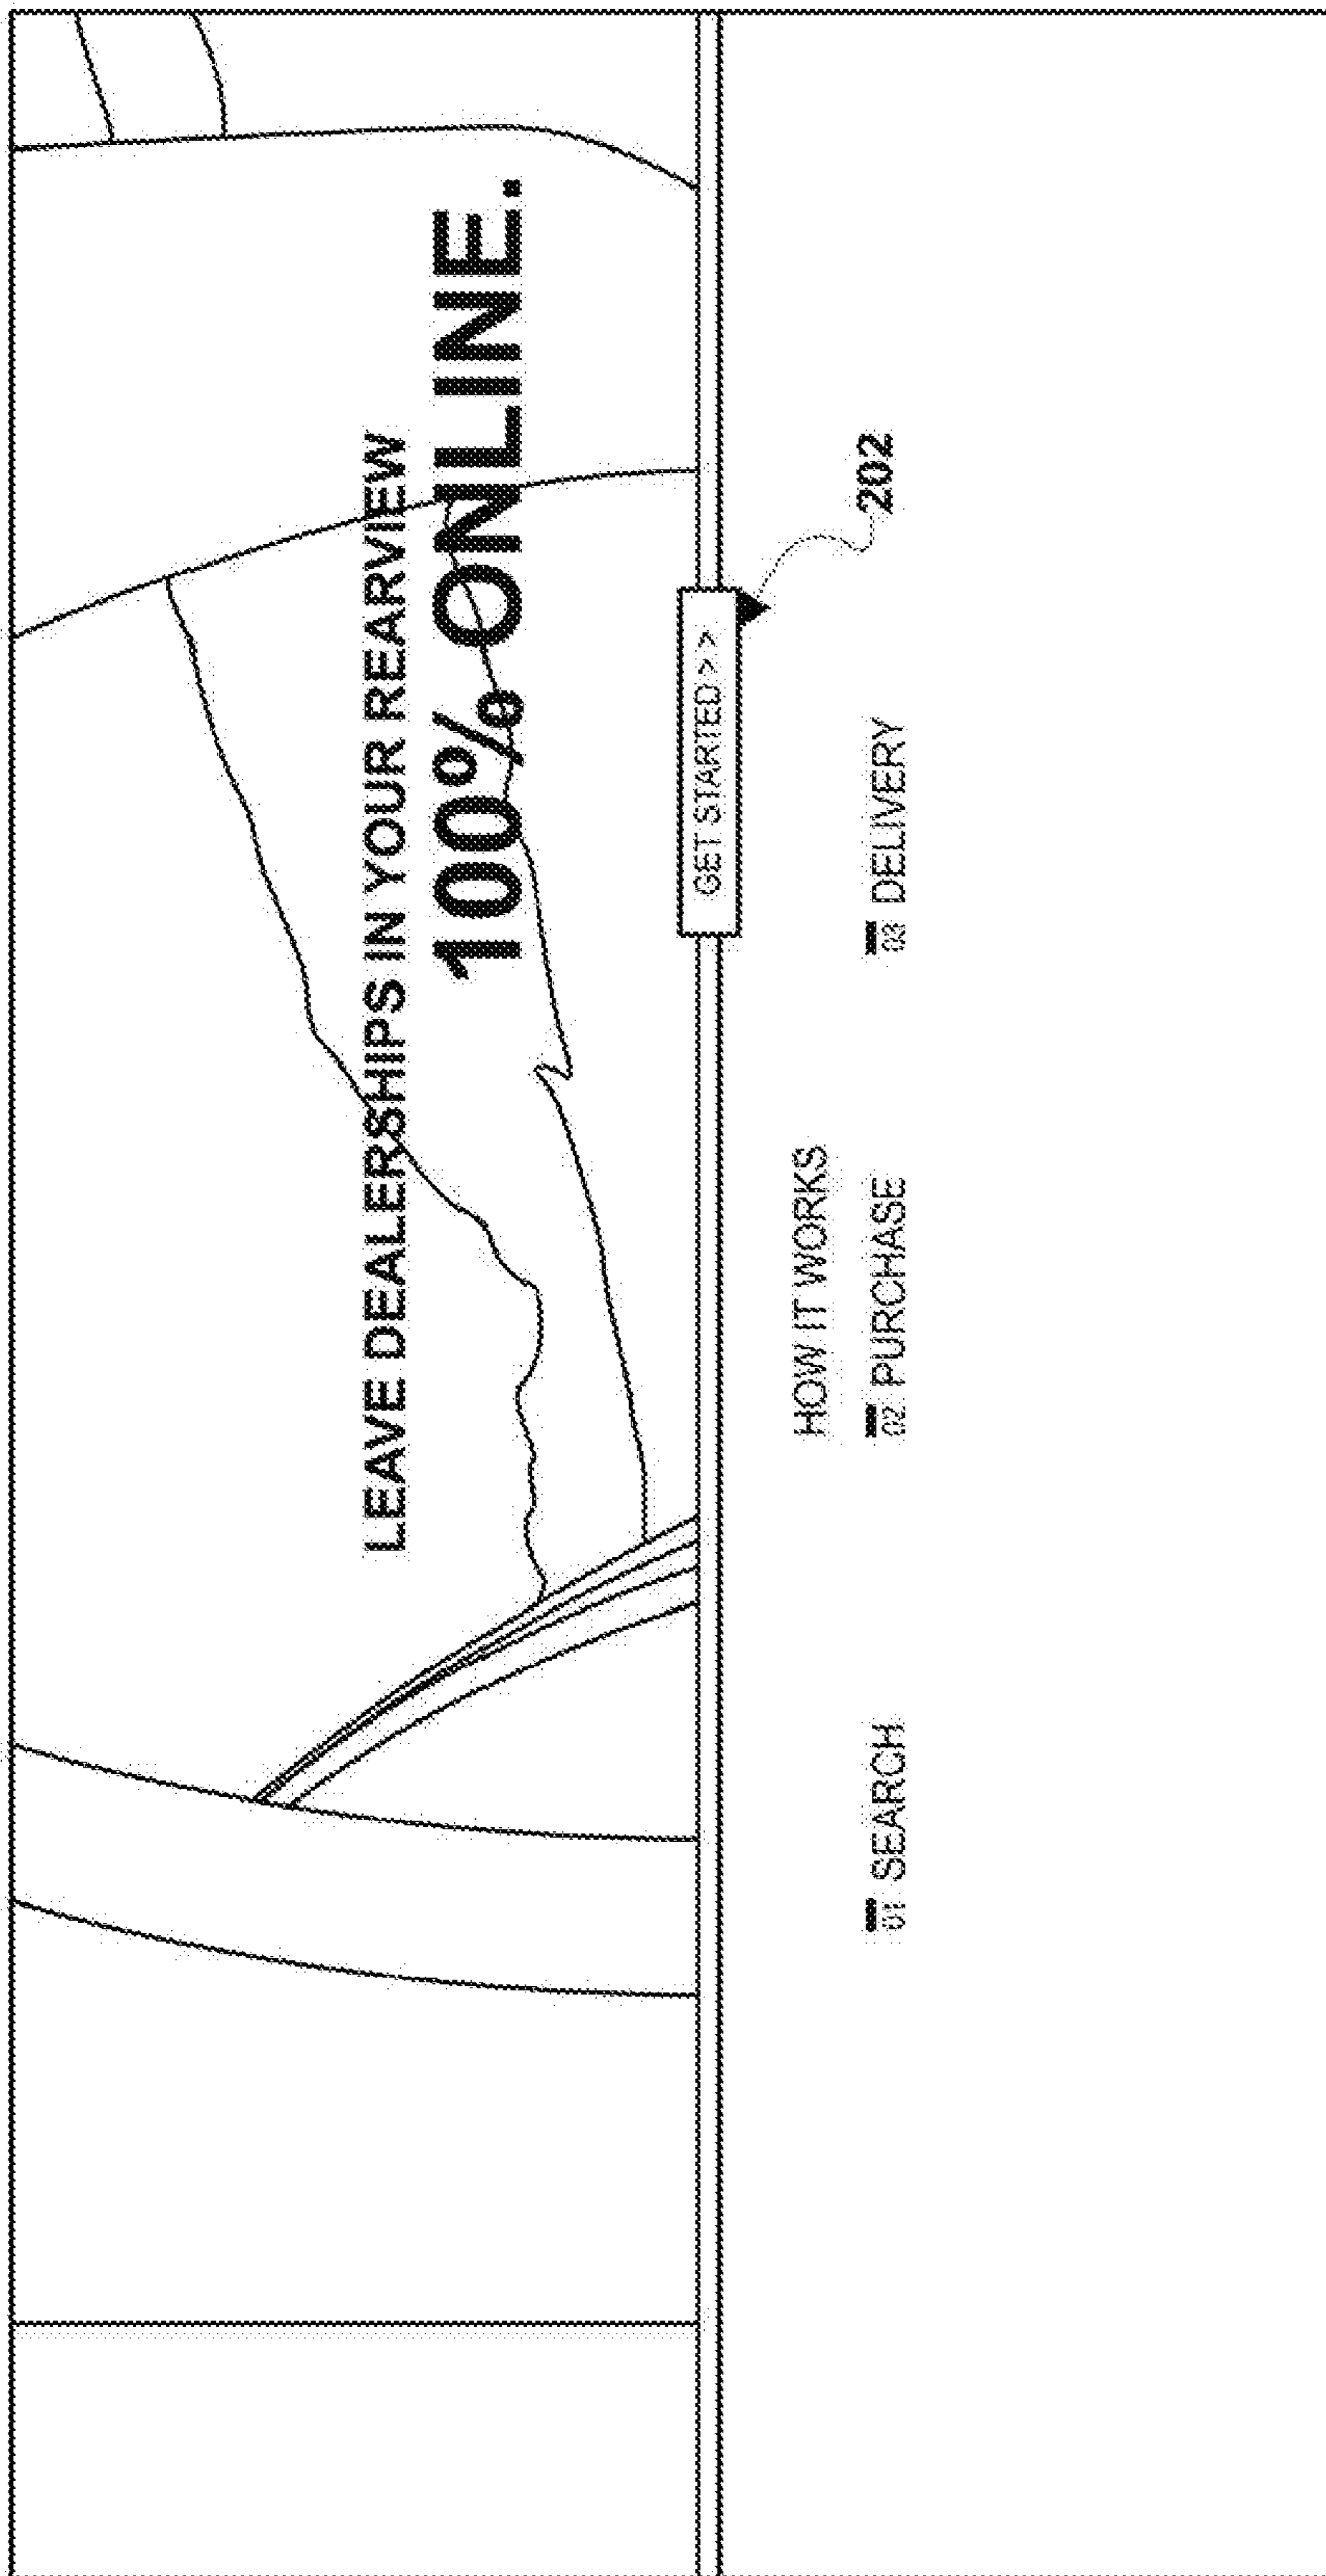 LEAVE DEALERSHIPS IN YOUR REARVIEW
100% ONLINE.
GET STARTED >>
202
HOW IT WORKS
01 SEARCH
02 PURCHASE
03 DELIVERY